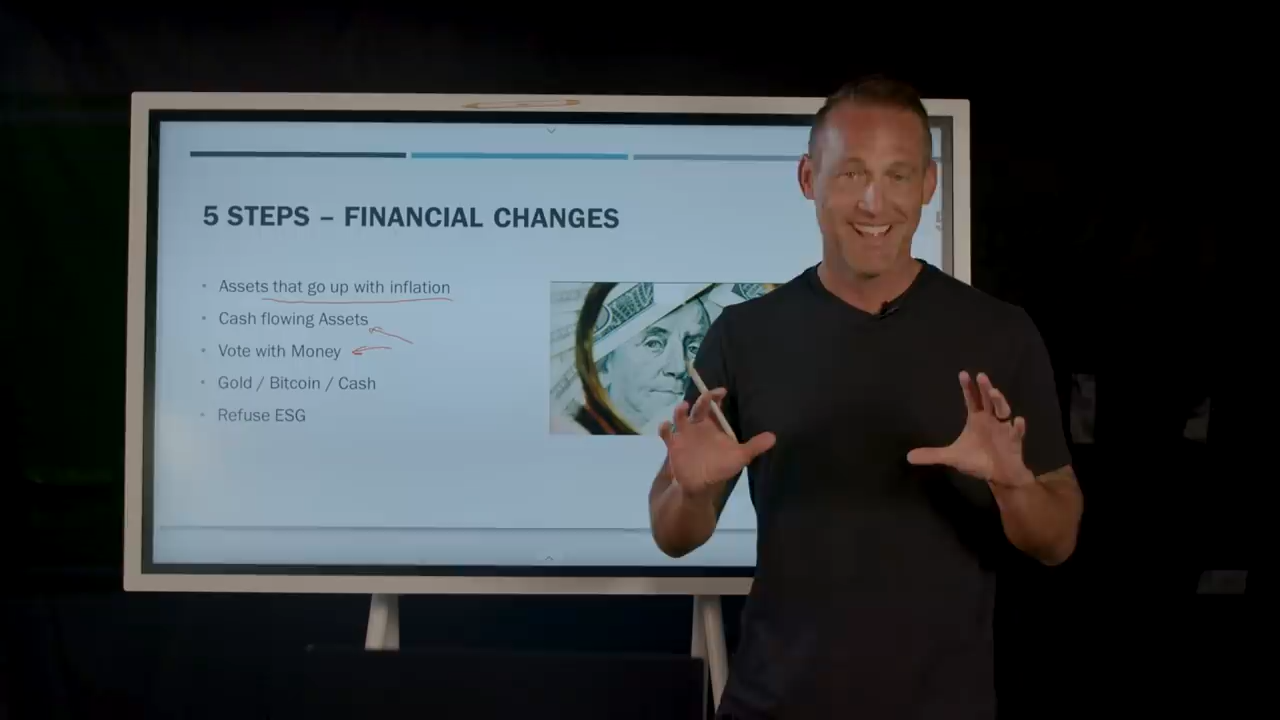 5 STEPS – FINANCIAL CHANGES
• Assets that go up with inflation
• Cash flowing Assets
• Vote with Money
• Gold / Bitcoin / Cash
• Refuse ESG